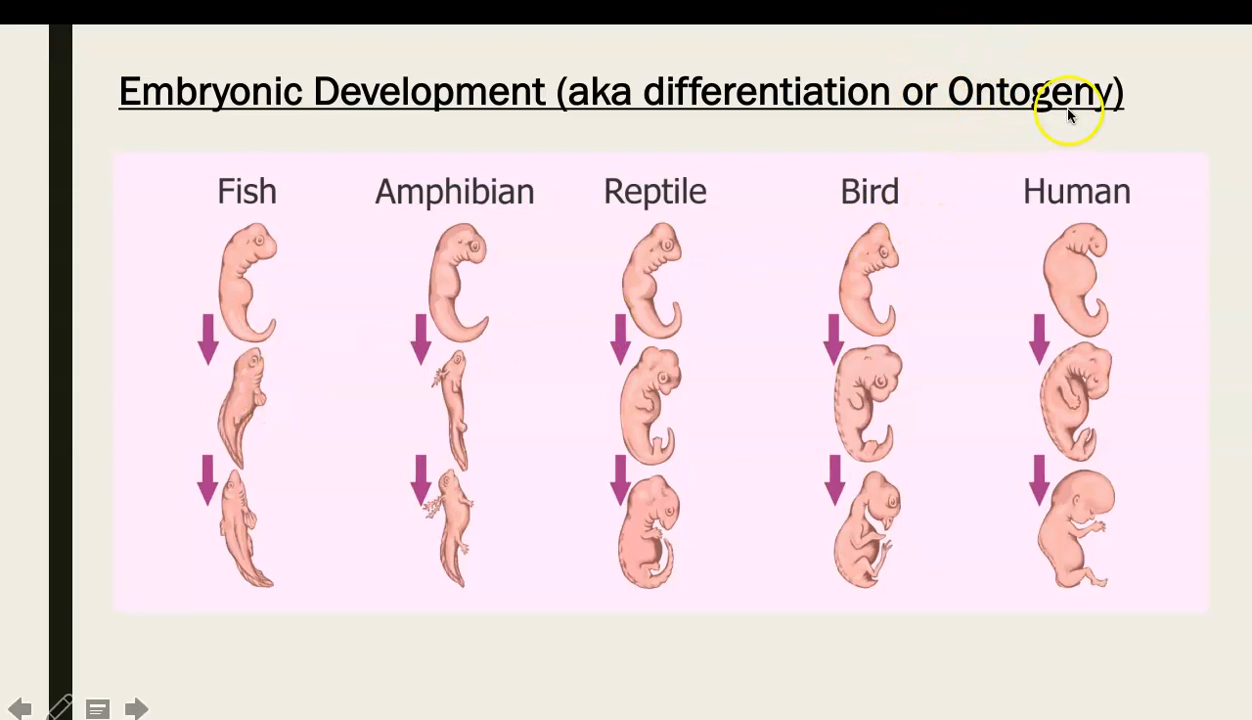 Embryonic Development (aka differentiation or Ontogeny)
Fish Amphibian Reptile Bird Human